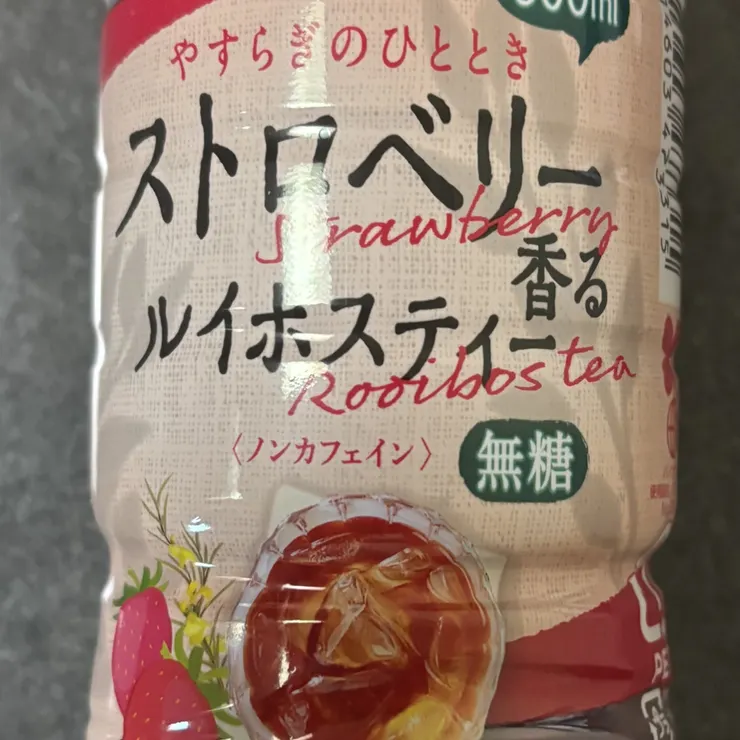 やすらぎのひととき
ストロベリー
Strawberry
香る
ルイボスティー
Rooibos tea
〈ノンカフェイン〉
無糖